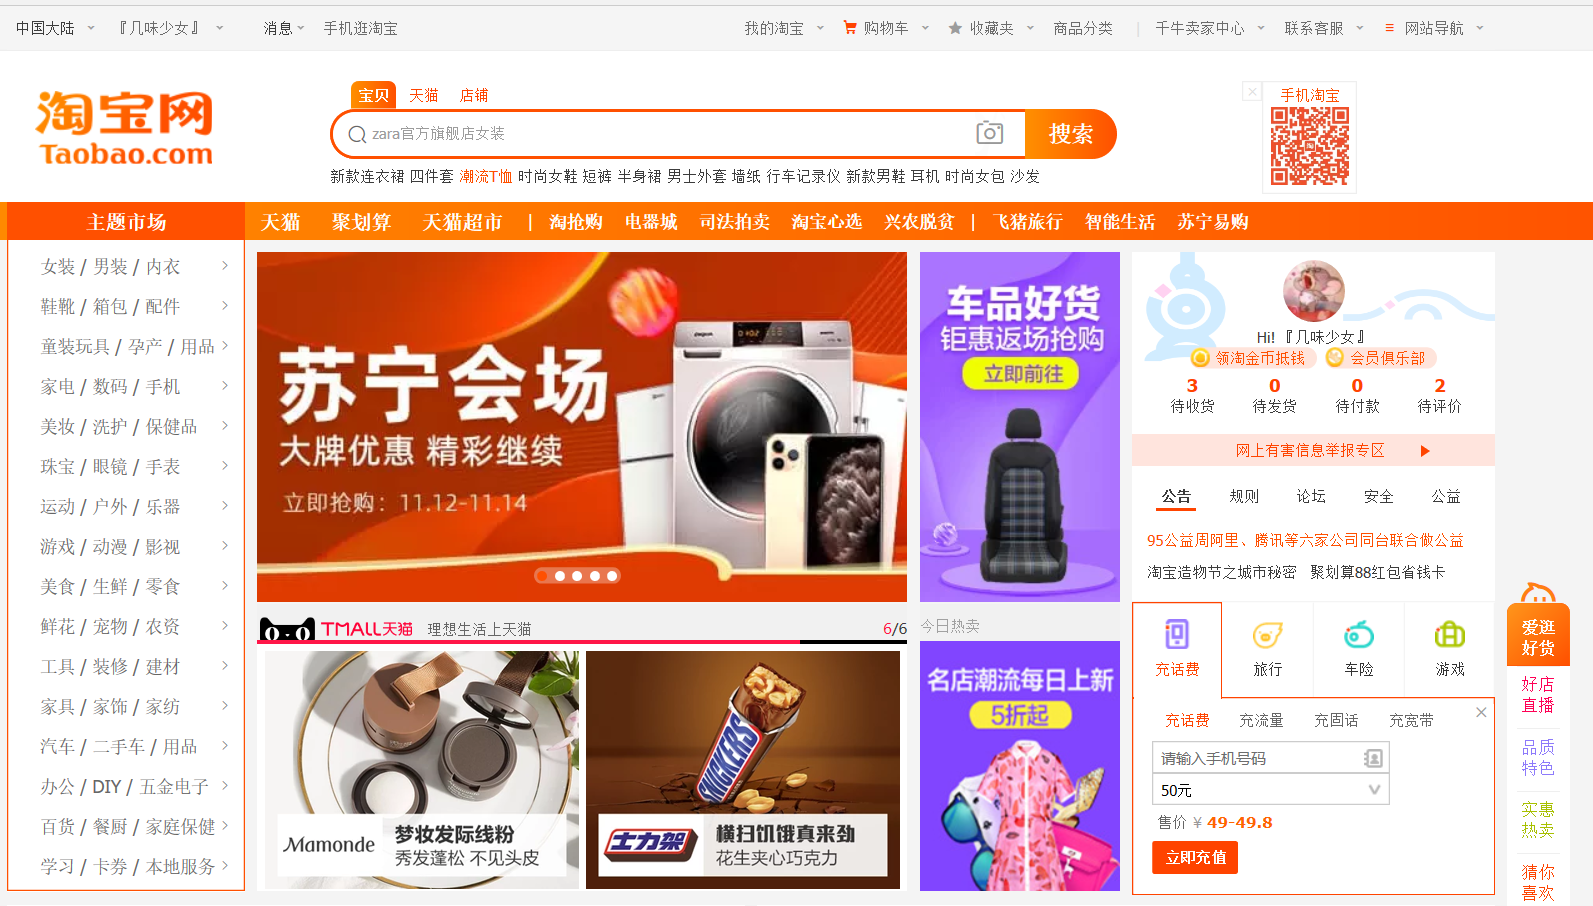 中国大陆 『几味少女』 消息 手机逛淘宝 我的淘宝 购物车 收藏夹 商品分类 | 千牛卖家中心 联系客服 网站导航
淘宝网
Taobao.com
宝贝 天猫 店铺
zara官方旗舰店女装
搜索
新款连衣裙 四件套 潮流T恤 时尚女鞋 短裤 半身裙 男士外套 墙纸 行车记录仪 新款男鞋 耳机 时尚女包 沙发
手机淘宝
主题市场 天猫 聚划算 天猫超市 | 淘抢购 电器城 司法拍卖 淘宝心选 兴农脱贫 | 飞猪旅行 智能生活 苏宁易购
女装 / 男装 / 内衣
鞋靴 / 箱包 / 配件
童装玩具 / 孕产 / 用品
家电 / 数码 / 手机
美妆 / 洗护 / 保健品
珠宝 / 眼镜 / 手表
运动 / 户外 / 乐器
游戏 / 动漫 / 影视
美食 / 生鲜 / 零食
鲜花 / 宠物 / 农资
工具 / 装修 / 建材
家具 / 家饰 / 家纺
汽车 / 二手车 / 用品
办公 / DIY / 五金电子
百货 / 餐厨 / 家庭保健
学习 / 卡券 / 本地服务
苏宁会场
大牌优惠 精彩继续
立即抢购：11.12-11.14
TMALL天猫 理想生活上天猫 6/6
Mamonde
梦妆发际线粉
秀发蓬松 不见头皮
SNICKERS
士力架
横扫饥饿真来劲
花生夹心巧克力
车品好货
钜惠返场抢购
立即前往
今日热卖
名店潮流每日上新
5折起
Hi! 『几味少女』
领淘金币抵钱 会员俱乐部
3 0 0 2
待收货 待发货 待付款 待评价
网上有害信息举报专区
公告 规则 论坛 安全 公益
95公益周阿里、腾讯等六家公司同台联合做公益
淘宝造物节之城市秘密 聚划算88红包省钱卡
充话费 旅行 车险 游戏
充话费 充流量 充固话 充宽带
请输入手机号码
50元
售价 ¥ 49-49.8
立即充值
爱逛
好货
好店
直播
品质
特色
实惠
热卖
猜你
喜欢